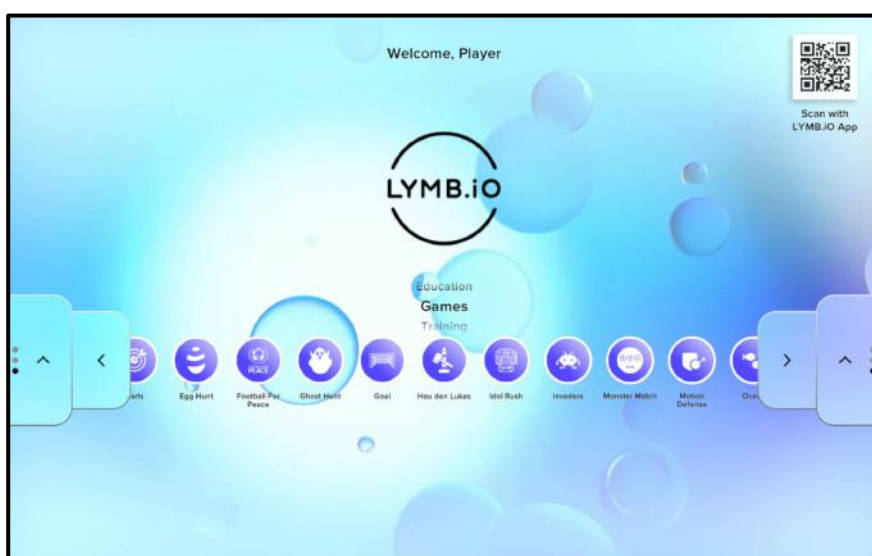 Welcome, Player
Scan with
LYMB.iO App
LYMB.iO
Education
Games
Training
Egg Hunt
Football For
Peace
PEACE
Ghost Hunt
Goal
Hau den Lukas
Idol Rush
Invaders
Monster Match
Motion
Defense